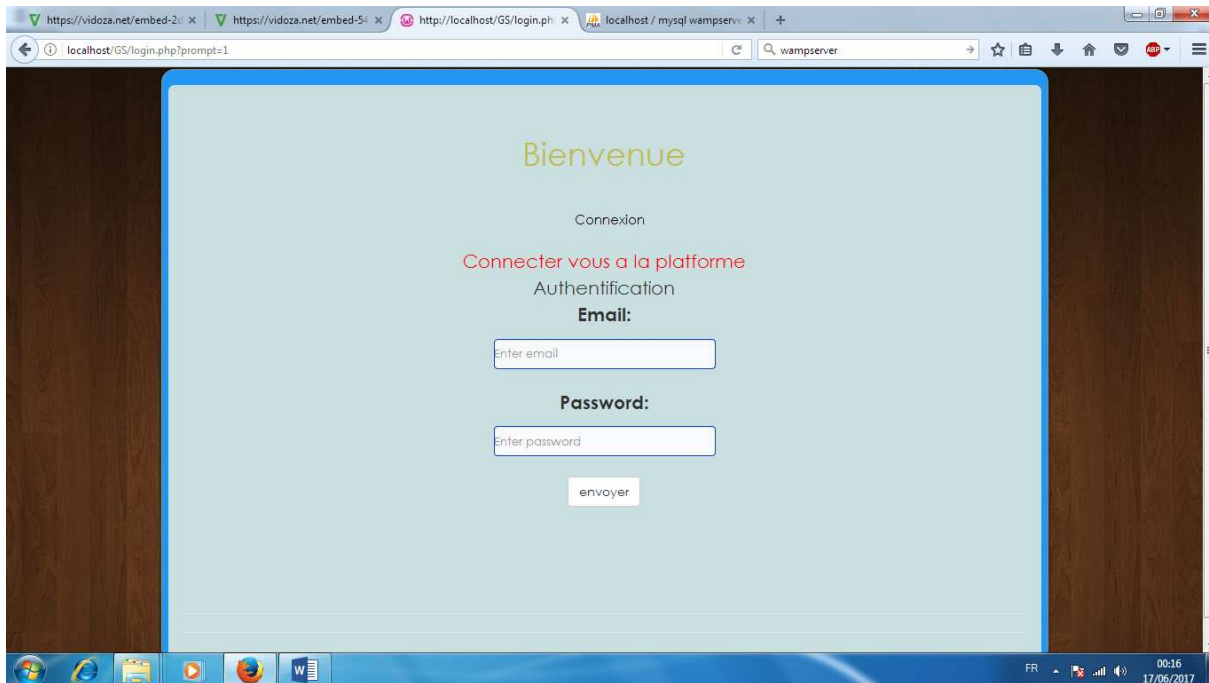 https://vidoza.net/embed-2c
https://vidoza.net/embed-54
http://localhost/GS/login.ph
localhost / mysql wampserve
localhost/GS/login.php?prompt=1
wampserver
ABP
Bienvenue
Connexion
Connecter vous a la platforme
Authentification
Email:
Enter email
Password:
Enter password
envoyer
FR
00:16
17/06/2017